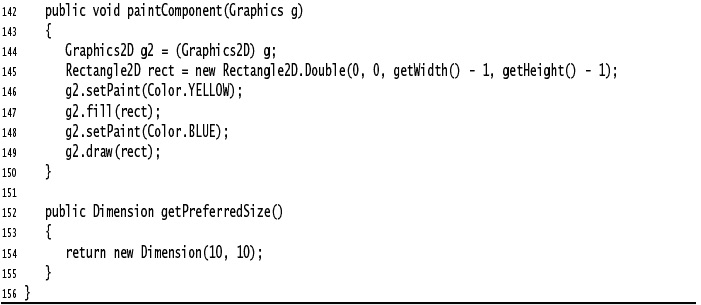 142 public void paintComponent(Graphics g)
143 {
144 Graphics2D g2 = (Graphics2D) g;
145 Rectangle2D rect = new Rectangle2D.Double(0, 0, getWidth() - 1, getHeight() - 1);
146 g2.setPaint(Color.YELLOW);
147 g2.fill(rect);
148 g2.setPaint(Color.BLUE);
149 g2.draw(rect);
150 }
151
152 public Dimension getPreferredSize()
153 {
154 return new Dimension(10, 10);
155 }
156 }